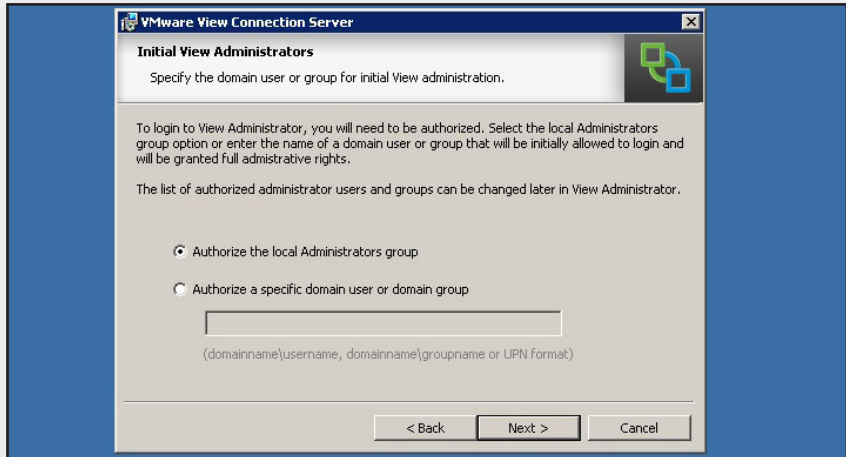 VMware View Connection Server
Initial View Administrators
Specify the domain user or group for initial View administration.
To login to View Administrator, you will need to be authorized. Select the local Administrators
group option or enter the name of a domain user or group that will be initially allowed to login and
will be granted full admistrative rights.
The list of authorized administrator users and groups can be changed later in View Administrator.
Authorize the local Administrators group
Authorize a specific domain user or domain group
(domainname\username, domainname\groupname or UPN format)
< Back
Next >
Cancel